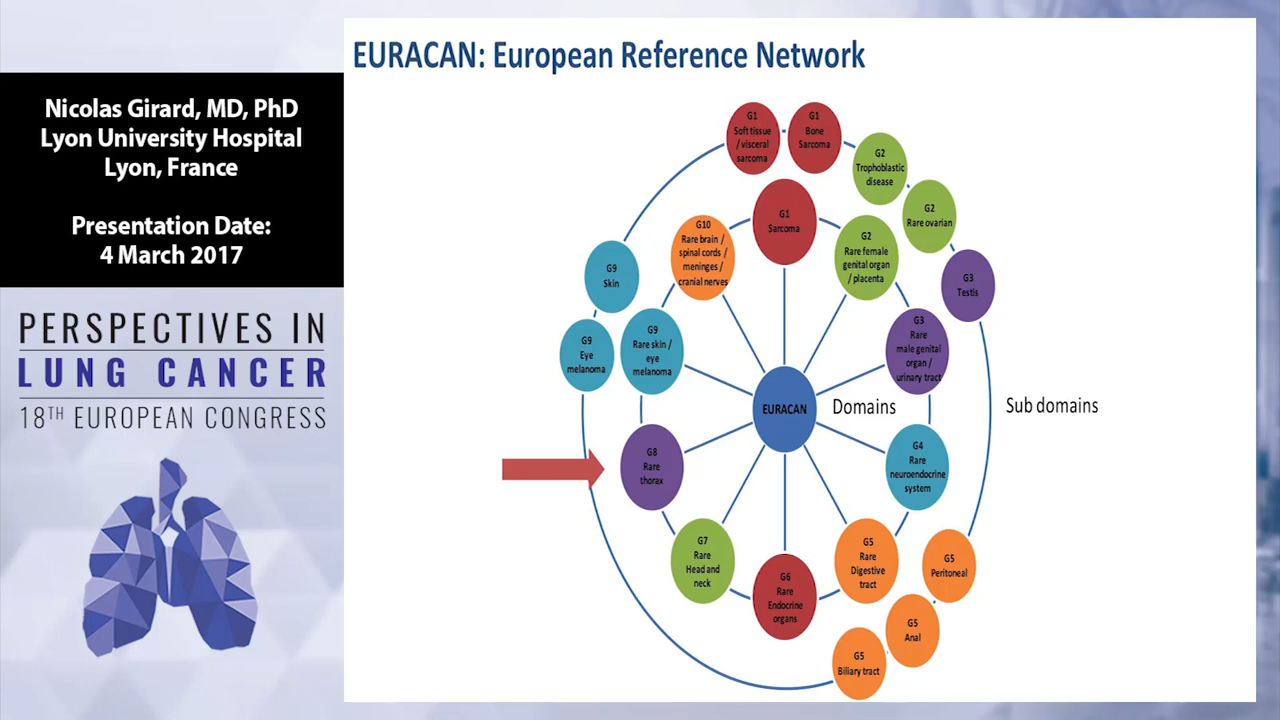 Nicolas Girard, MD, PhD
Lyon University Hospital
Lyon, France
Presentation Date:
4 March 2017
PERSPECTIVES IN
LUNG CANCER
18TH EUROPEAN CONGRESS
EURACAN: European Reference Network
G1
Soft tissue
/ visceral
sarcoma
G1
Bone
Sarcoma
G2
Trophoblastic
disease
G2
Rare ovarian
G3
Testis
G1
Sarcoma
G2
Rare female
genital organ
/ placenta
G3
Rare
male genital
organ /
urinary tract
G4
Rare
neuroendocrine
system
G5
Rare
Digestive
tract
G5
Peritoneal
G5
Anal
G5
Biliary tract
G6
Rare
Endocrine
organs
G7
Rare
Head and
neck
G8
Rare
thorax
G9
Rare skin /
eye
melanoma
G9
Eye
melanoma
G9
Skin
G10
Rare brain /
spinal cords /
meninges /
cranial nerves
EURACAN
Domains
Sub domains